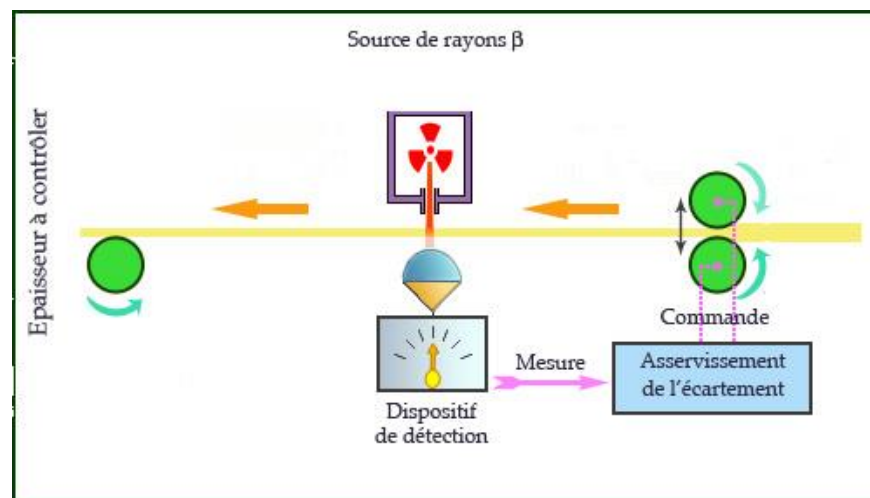 Source de rayons β
Epaisseur à contrôler
Commande
Mesure
Asservissement
de l'écartement
Dispositif
de détection